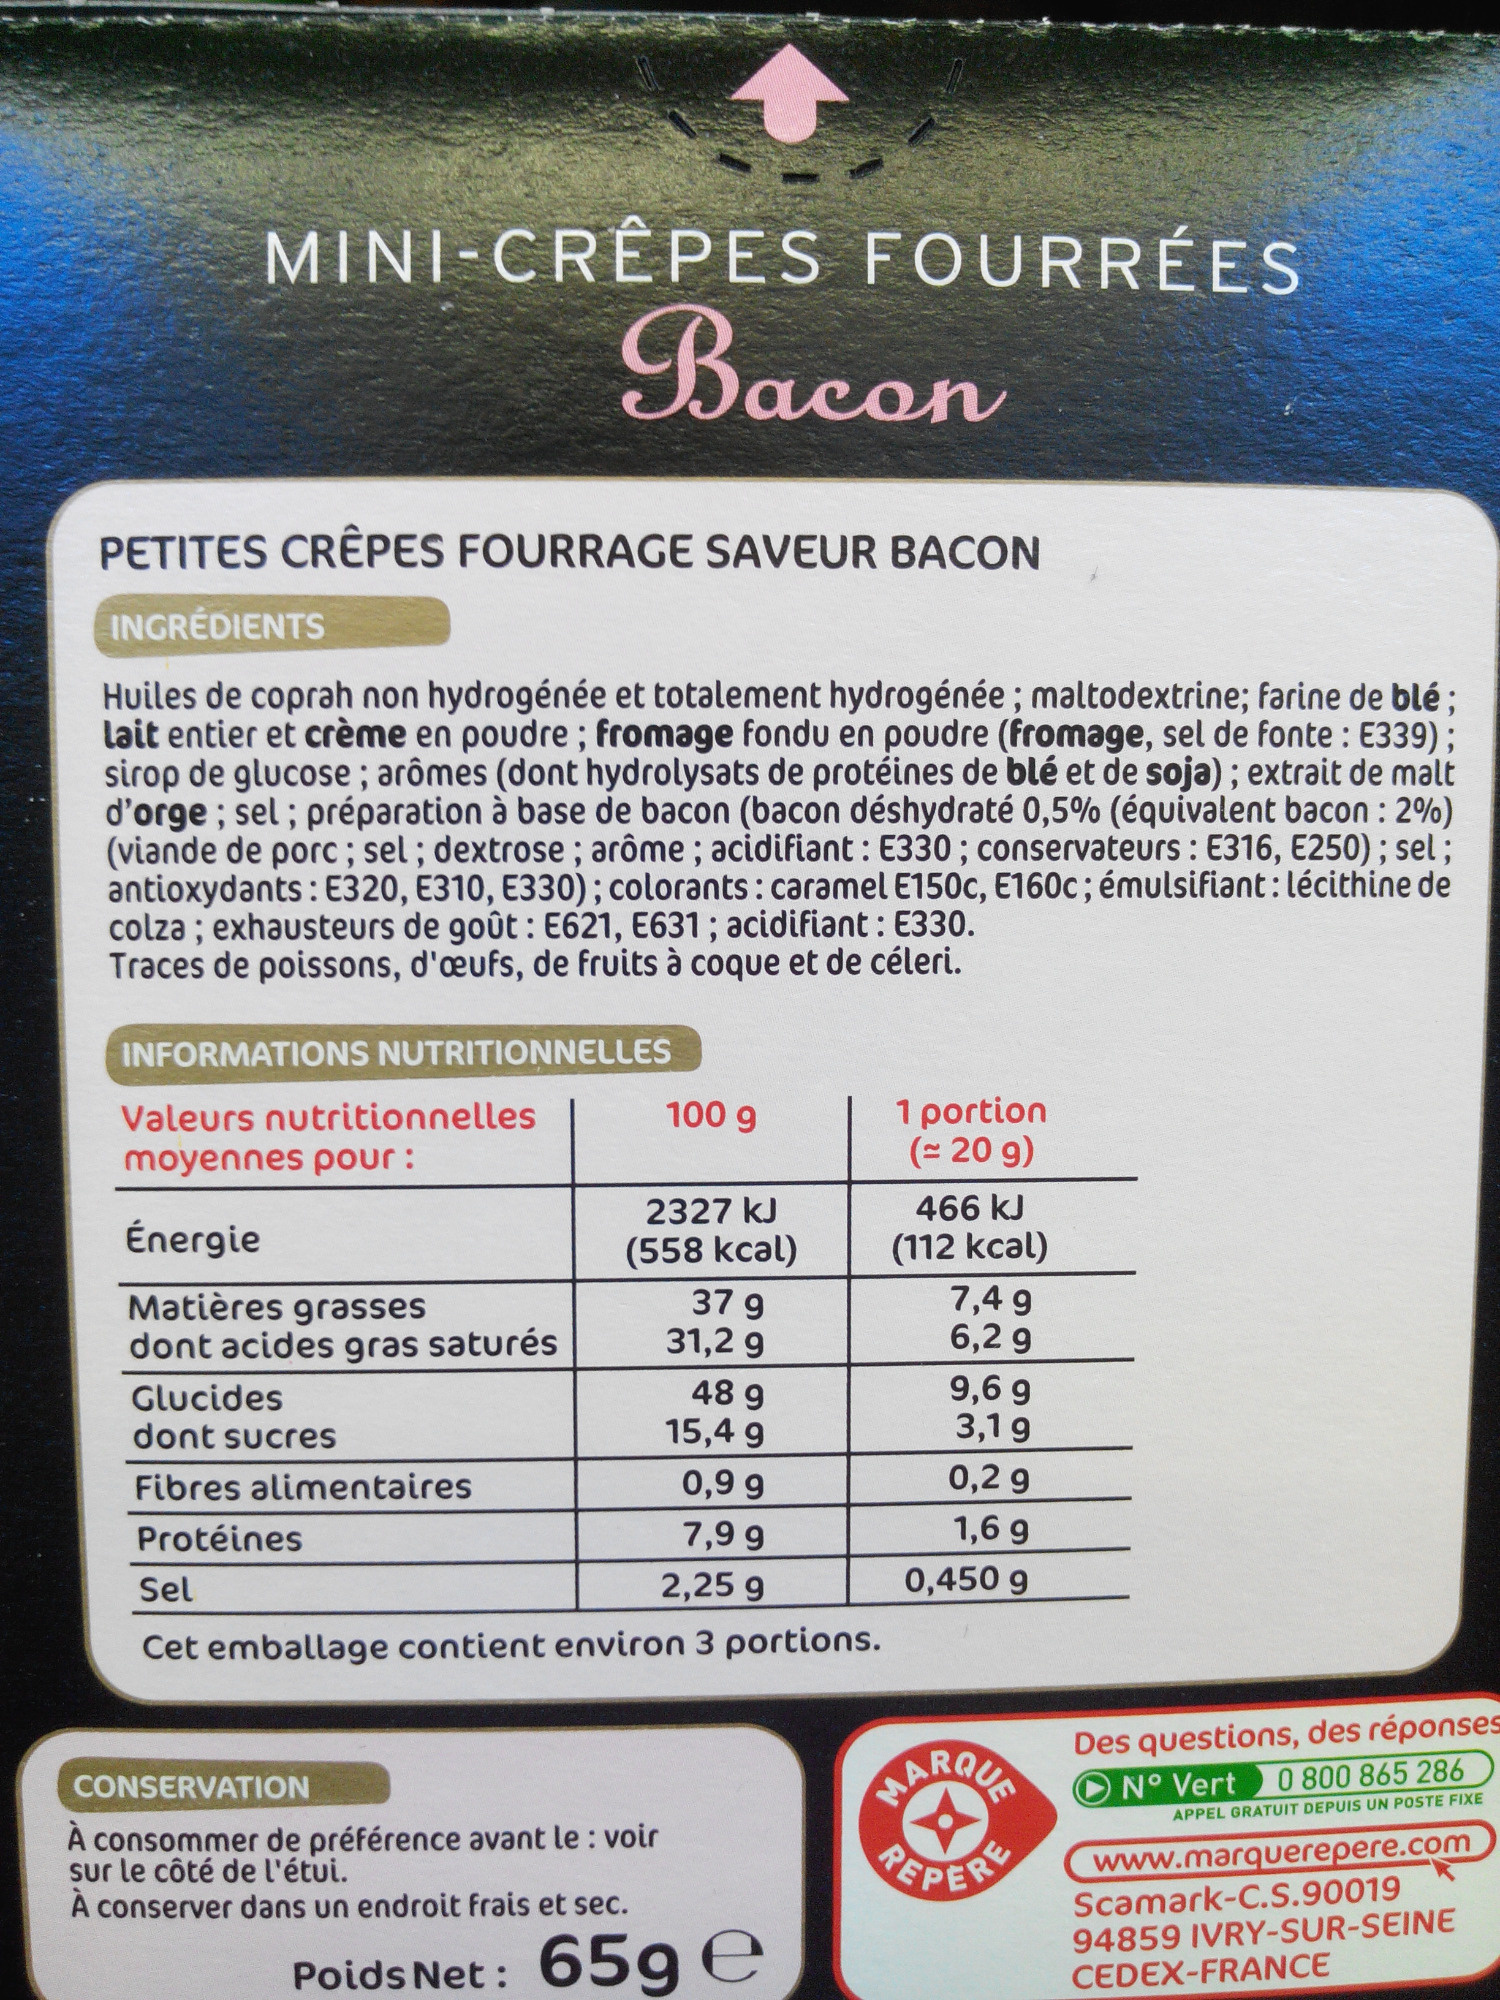 MINI-CRÊPES FOURRÉES
Bacon
PETITES CRÊPES FOURRAGE SAVEUR BACON
INGRÉDIENTS
Huiles de coprah non hydrogénée et totalement hydrogénée ; maltodextrine; farine de blé ;
lait entier et crème en poudre ; fromage fondu en poudre (fromage, sel de fonte : E339) ;
sirop de glucose ; arômes (dont hydrolysats de protéines de blé et de soja) ; extrait de malt
d'orge ; sel ; préparation à base de bacon (bacon déshydraté 0,5% (équivalent bacon : 2%)
(viande de porc ; sel ; dextrose ; arôme ; acidifiant : E330 ; conservateurs : E316, E250) ; sel ;
antioxydants : E320, E310, E330) ; colorants : caramel E150c, E160c ; émulsifiant : lécithine de
colza ; exhausteurs de goût : E621, E631 ; acidifiant : E330.
Traces de poissons, d'œufs, de fruits à coque et de céleri.
INFORMATIONS NUTRITIONNELLES
Valeurs nutritionnelles moyennes pour : 100 g 1 portion (≃ 20 g)
Énergie 2327 kJ (558 kcal) 466 kJ (112 kcal)
Matières grasses 37 g 7,4 g
dont acides gras saturés 31,2 g 6,2 g
Glucides 48 g 9,6 g
dont sucres 15,4 g 3,1 g
Fibres alimentaires 0,9 g 0,2 g
Protéines 7,9 g 1,6 g
Sel 2,25 g 0,450 g
Cet emballage contient environ 3 portions.
CONSERVATION
À consommer de préférence avant le : voir
sur le côté de l'étui.
À conserver dans un endroit frais et sec.
Poids Net : 65g ℮
MARQUE REPÈRE
Des questions, des réponses
N° Vert 0 800 865 286
APPEL GRATUIT DEPUIS UN POSTE FIXE
www.marquerepere.com
Scamark-C.S.90019
94859 IVRY-SUR-SEINE
CEDEX-FRANCE